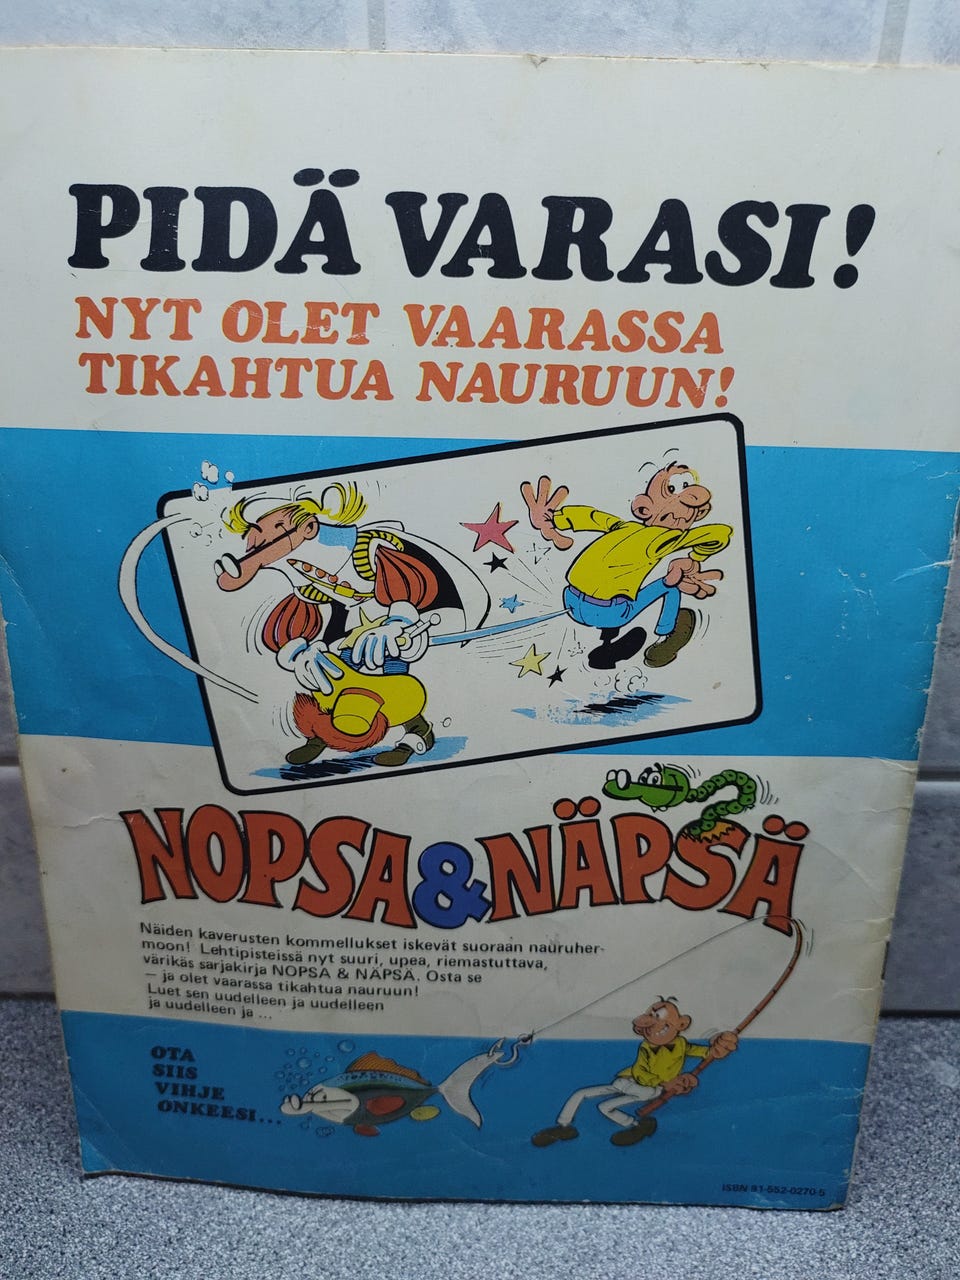 PIDÄ VARASI!
NYT OLET VAARASSA
TIKAHTUA NAURUUN!
NOPSA & NÄPSÄ
Näiden kaverusten kommellukset iskevät suoraan nauruher-
moon! Lehtipisteissä nyt suuri, upea, riemastuttava,
värikäs sarjakirja NOPSA & NÄPSÄ. Osta se
– ja olet vaarassa tikahtua nauruun!
Luet sen uudelleen ja uudelleen
ja uudelleen ja ...
OTA
SIIS
VIHJE
ONKEESI...
ISBN 91-552-0270-5